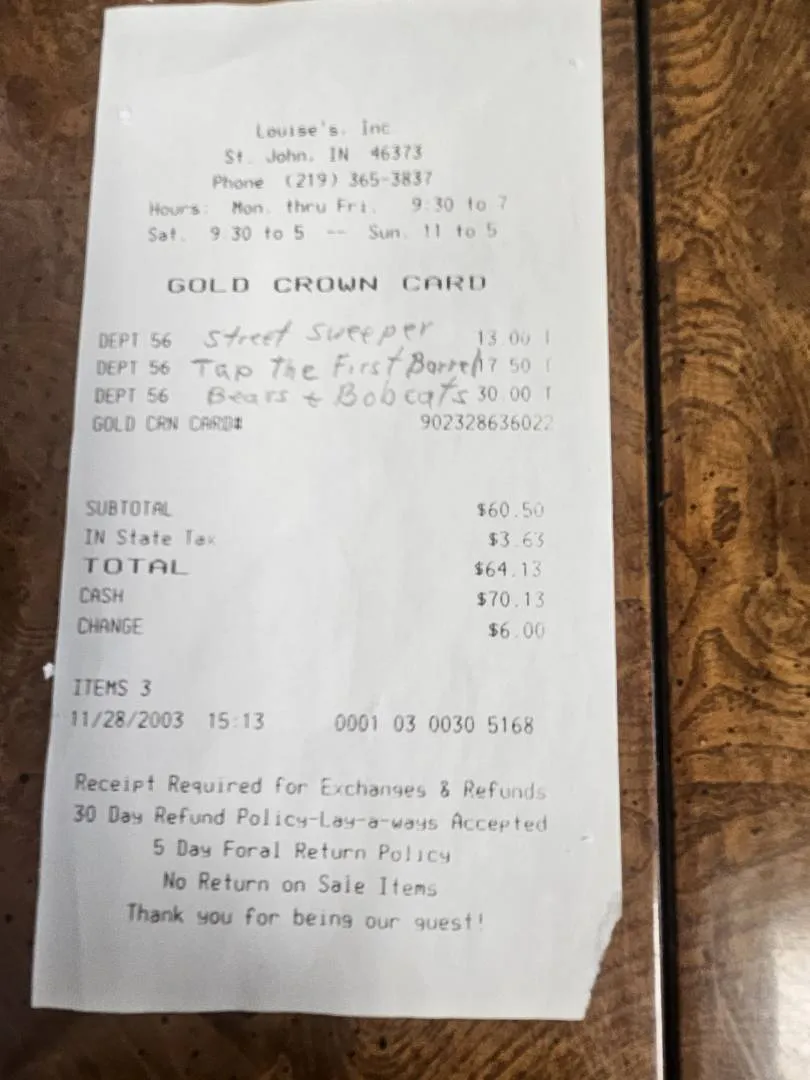 Louise's, Inc
St. John, IN 46373
Phone (219) 365-3837
Hours: Mon. thru Fri. 9:30 to 7
Sat. 9:30 to 5 -- Sun. 11 to 5
GOLD CROWN CARD
DEPT 56 Street Sweeper 13.00 T
DEPT 56 Tap The First Barrel 17.50 T
DEPT 56 Bears & Bobcats 30.00 T
GOLD CRN CARD# 902328636022
SUBTOTAL $60.50
IN State Tax $3.63
TOTAL $64.13
CASH $70.13
CHANGE $6.00
ITEMS 3
11/28/2003 15:13 0001 03 0030 5168
Receipt Required for Exchanges & Refunds
30 Day Refund Policy-Lay-a-ways Accepted
5 Day Foral Return Policy
No Return on Sale Items
Thank you for being our guest!